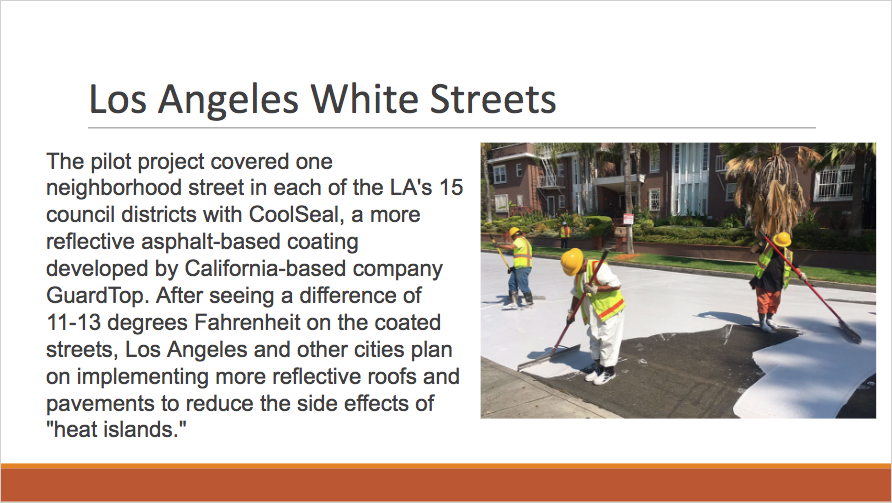 Los Angeles White Streets
The pilot project covered one
neighborhood street in each of the LA's 15
council districts with CoolSeal, a more
reflective asphalt-based coating
developed by California-based company
GuardTop. After seeing a difference of
11-13 degrees Fahrenheit on the coated
streets, Los Angeles and other cities plan
on implementing more reflective roofs and
pavements to reduce the side effects of
"heat islands."